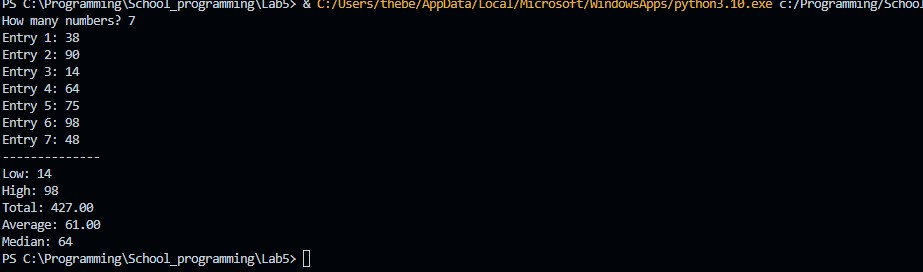 PS C:\Programming\School_programming\Lab5> & C:/Users/thebe/AppData/Local/Microsoft/WindowsApps/python3.10.exe c:/Programming/School
How many numbers? 7
Entry 1: 38
Entry 2: 90
Entry 3: 14
Entry 4: 64
Entry 5: 75
Entry 6: 98
Entry 7: 48
--------------
Low: 14
High: 98
Total: 427.00
Average: 61.00
Median: 64
PS C:\Programming\School_programming\Lab5>